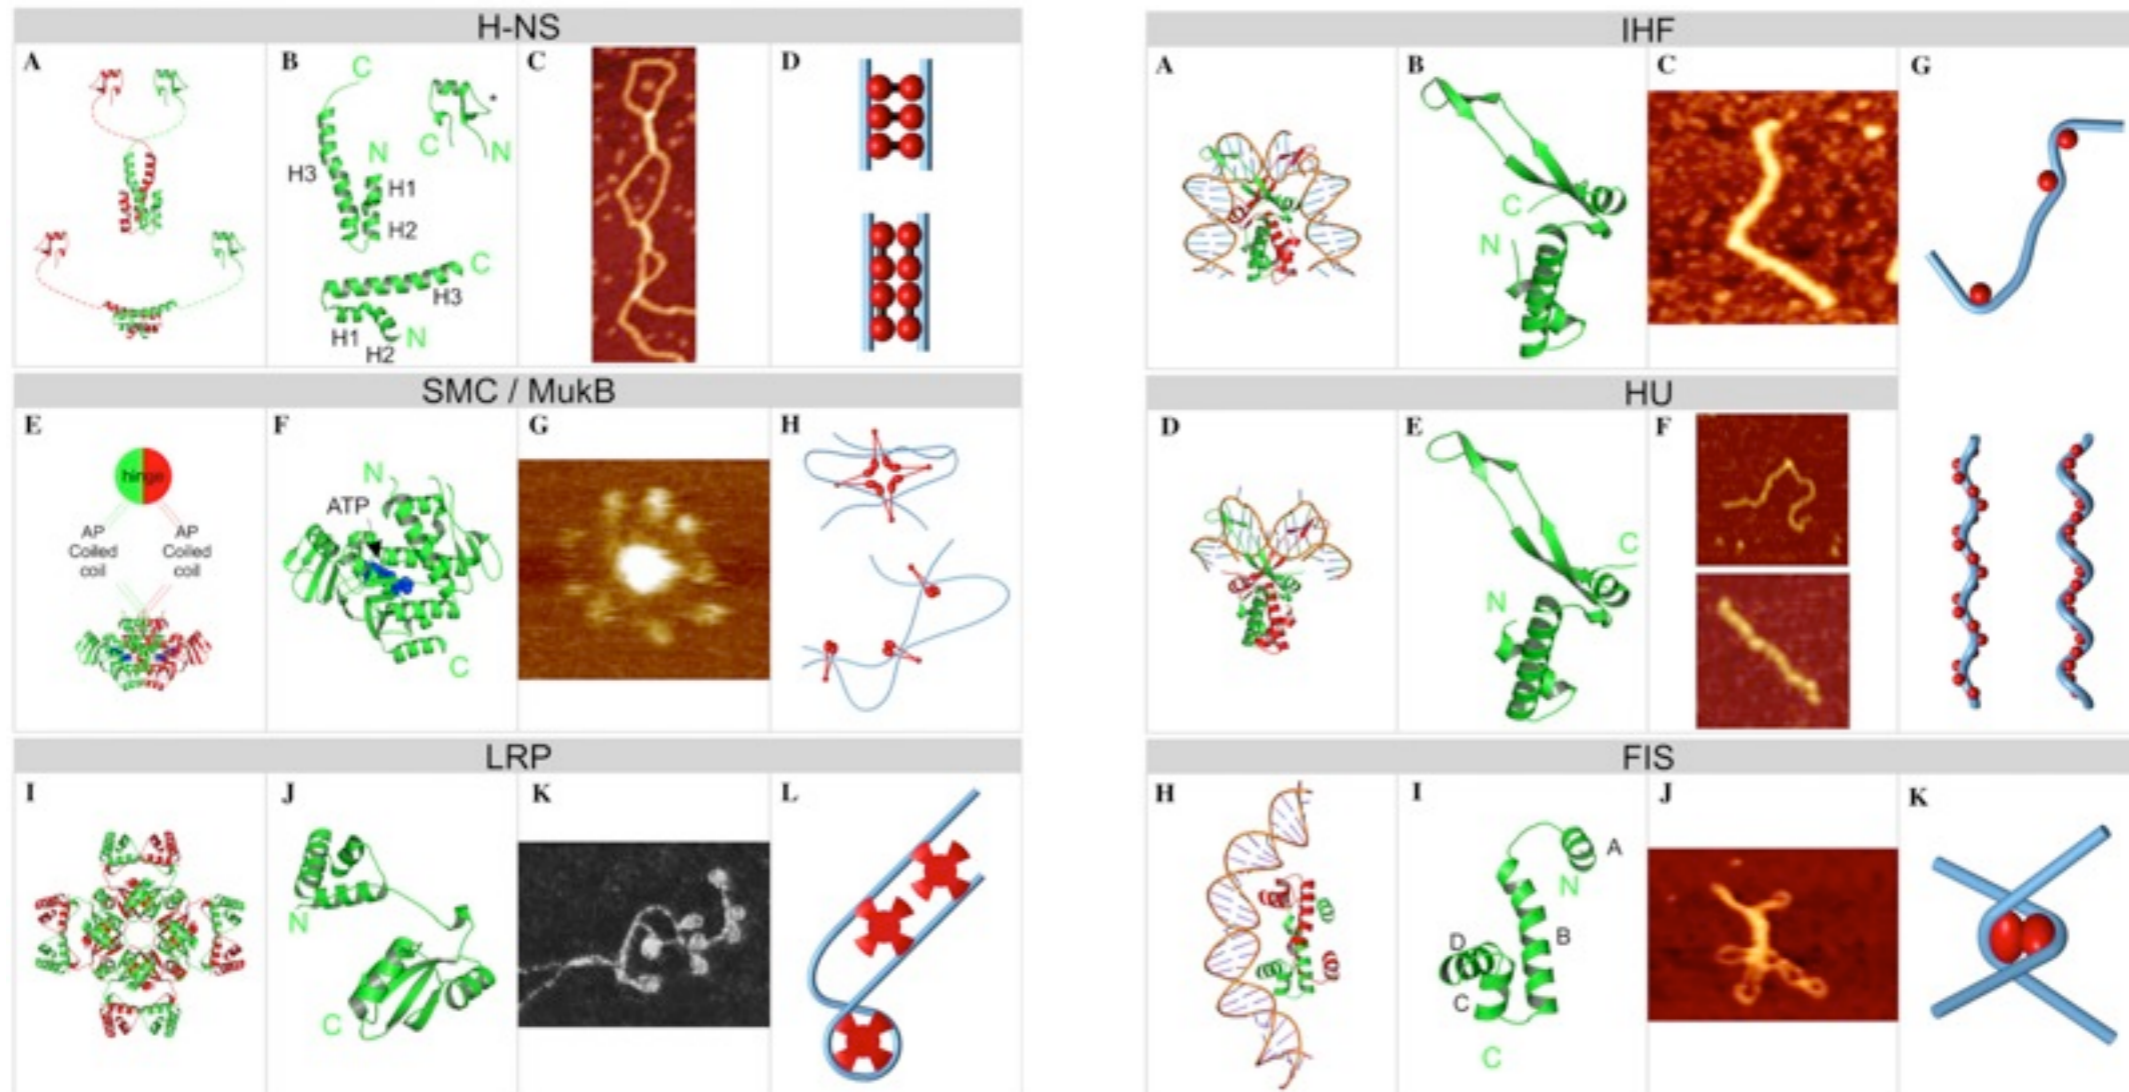 H-NS
A
B
C
D
C
H3
N
H1
H2
*
C
N
C
H3
H1
H2
N
SMC / MukB
E
F
G
H
hinge
AP
Coiled
coil
AP
Coiled
coil
N
ATP
C
LRP
I
J
K
L
N
C
IHF
A
B
C
G
C
N
HU
D
E
F
C
N
FIS
H
I
J
K
A
N
B
D
C
C